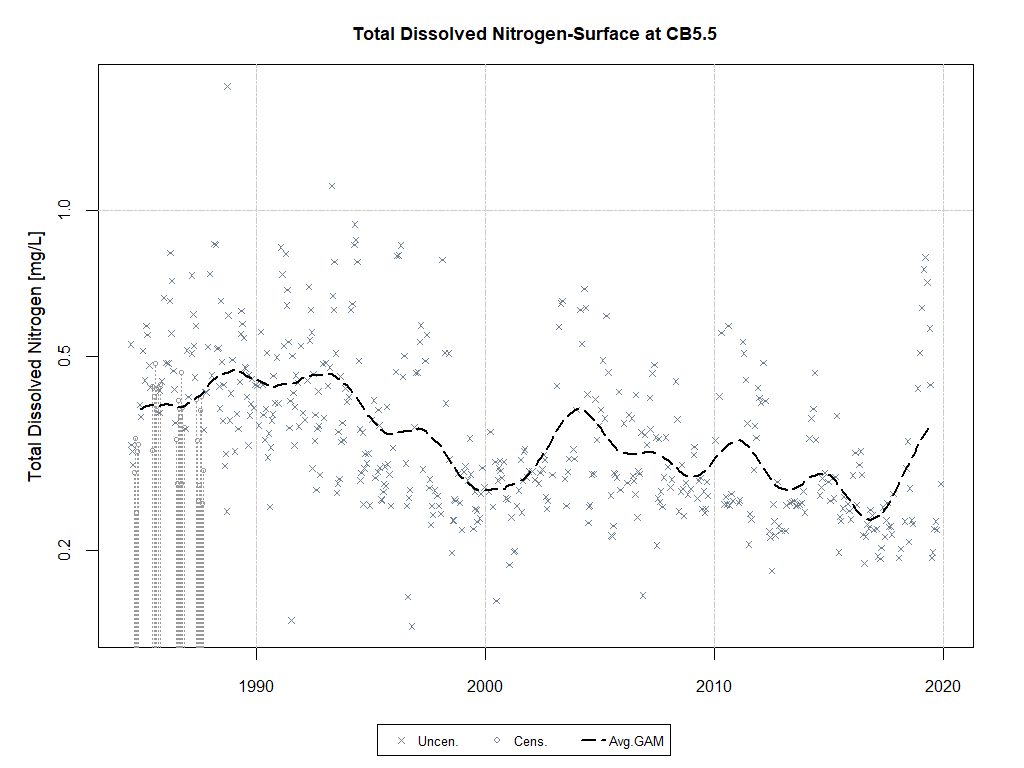 Total Dissolved Nitrogen-Surface at CB5.5
Total Dissolved Nitrogen [mg/L]
1.0
0.5
0.2
1990 2000 2010 2020
Uncen. Cens. Avg.GAM